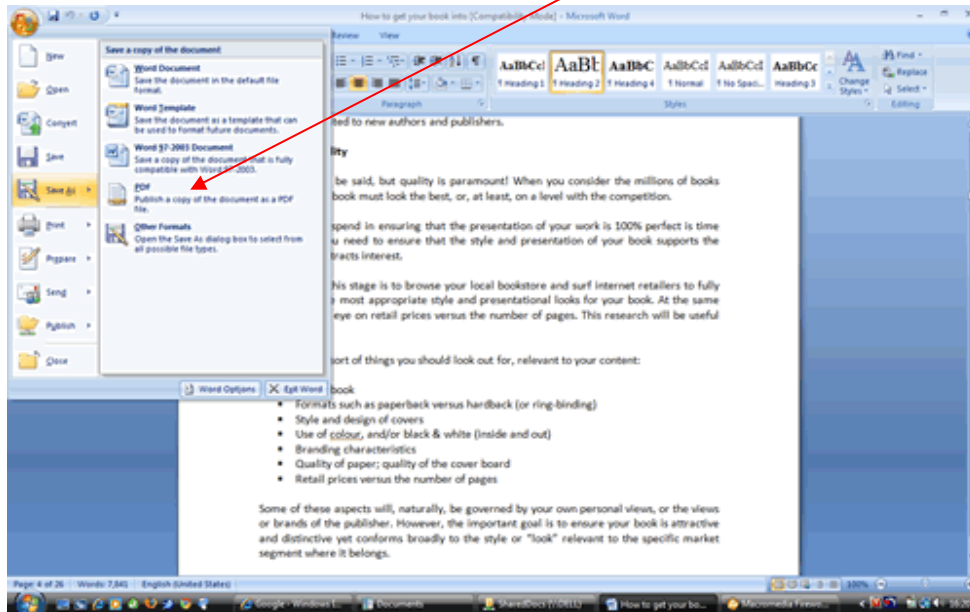 How to get your book into [Compatibility Mode] - Microsoft Word
Review View
AaBbCcI AaBb AaBbC AaBbCcI AaBbCcI AaBbCc
¶ Heading 1 ¶ Heading 2 ¶ Heading 4 ¶ Normal ¶ No Spaci... Heading 3
Change Styles
Find
Replace
Select
Paragraph Styles Editing
New
Open
Convert
Save
Save As
Print
Prepare
Send
Publish
Close
Save a copy of the document
Word Document
Save the document in the default file
format.
Word Template
Save the document as a template that can
be used to format future documents.
Word 97-2003 Document
Save a copy of the document that is fully
compatible with Word 97-2003.
PDF
Publish a copy of the document as a PDF
file.
Other Formats
Open the Save As dialog box to select from
all possible file types.
Word Options Exit Word
ted to new authors and publishers.
lity
be said, but quality is paramount! When you consider the millions of books
book must look the best, or, at least, on a level with the competition.
spend in ensuring that the presentation of your work is 100% perfect is time
u need to ensure that the style and presentation of your book supports the
tracts interest.
his stage is to browse your local bookstore and surf internet retailers to fully
most appropriate style and presentational looks for your book. At the same
eye on retail prices versus the number of pages. This research will be useful
sort of things you should look out for, relevant to your content:
book
▪ Formats such as paperback versus hardback (or ring-binding)
▪ Style and design of covers
▪ Use of colour, and/or black & white (inside and out)
▪ Branding characteristics
▪ Quality of paper; quality of the cover board
▪ Retail prices versus the number of pages
Some of these aspects will, naturally, be governed by your own personal views, or the views
or brands of the publisher. However, the important goal is to ensure your book is attractive
and distinctive yet conforms broadly to the style or "look" relevant to the specific market
segment where it belongs.
Page: 4 of 26 Words: 7,841 English (United States) 100%
Google - Windows I... Documents SharedDocs (\\DELL) How to get your bo... Macromedia Firewo...